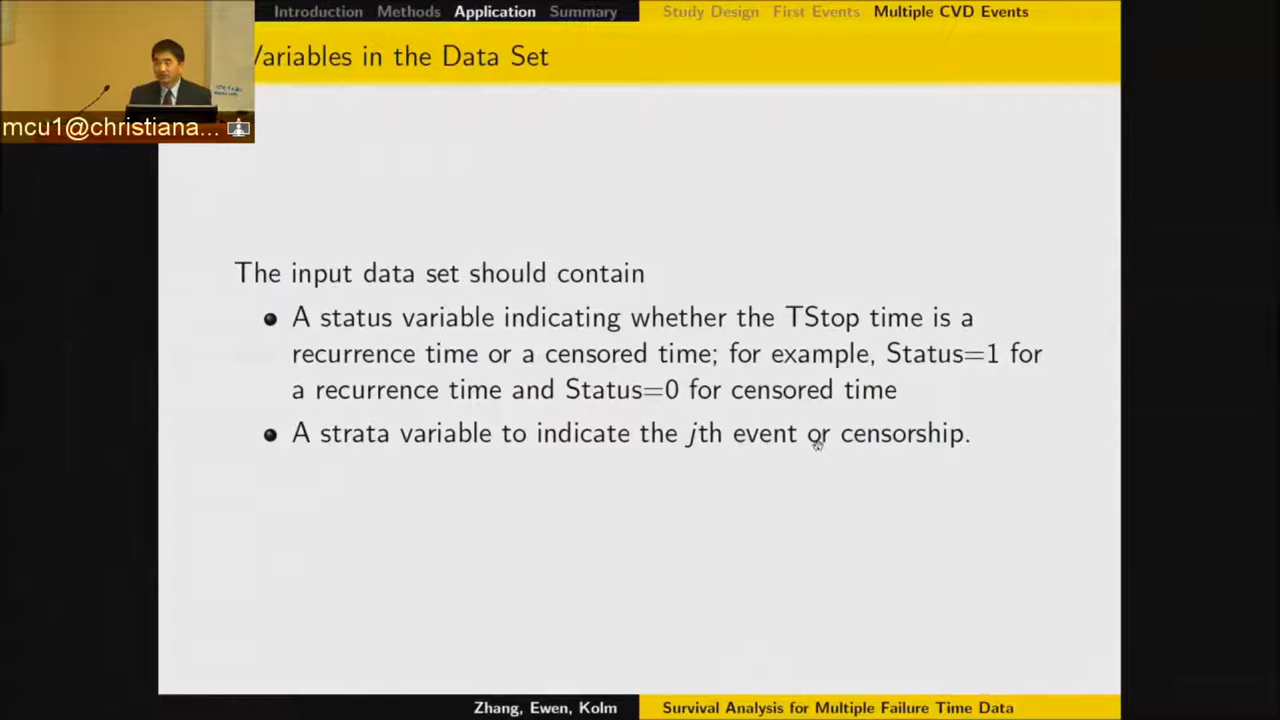 Introduction Methods Application Summary
Study Design First Events Multiple CVD Events
Variables in the Data Set
mcu1@christiana...
The input data set should contain
A status variable indicating whether the TStop time is a
recurrence time or a censored time; for example, Status=1 for
a recurrence time and Status=0 for censored time
A strata variable to indicate the jth event or censorship.
Zhang, Ewen, Kolm
Survival Analysis for Multiple Failure Time Data